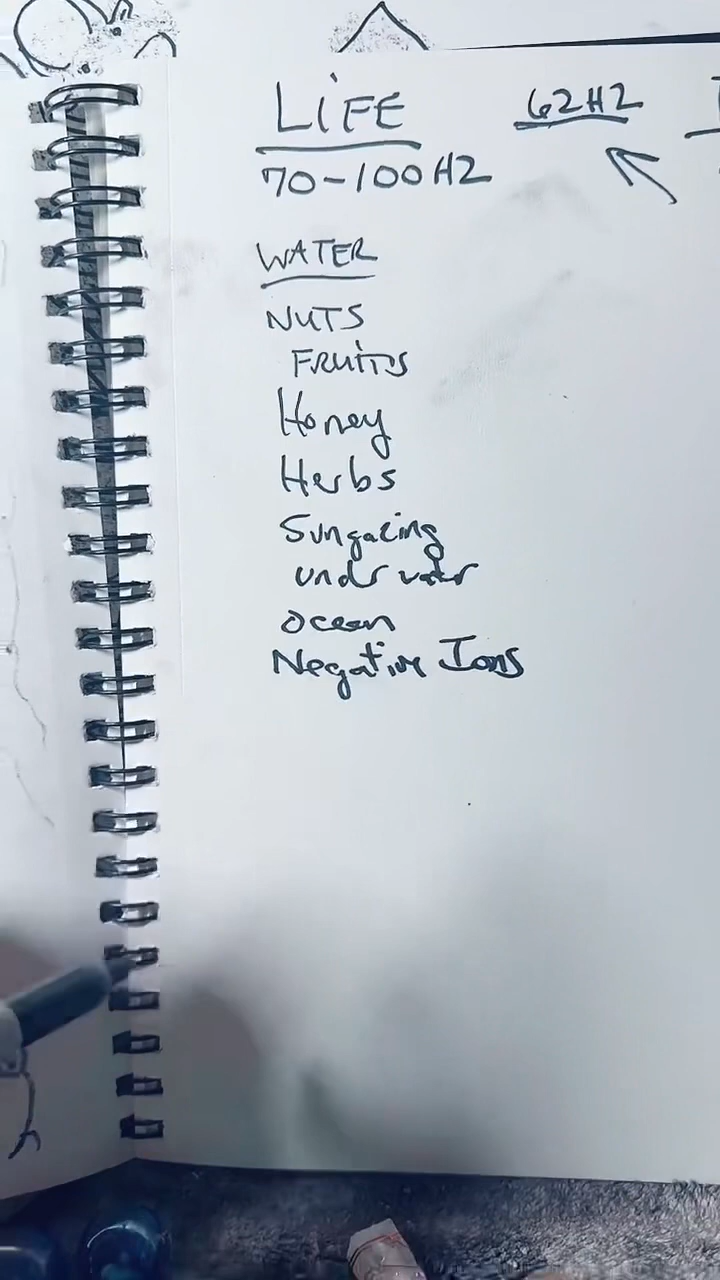 LiFE
62HZ
70-100HZ
WATER
NUTS
FRUiTS
Honey
Herbs
Sungazing
under water
ocean
Negative Ions